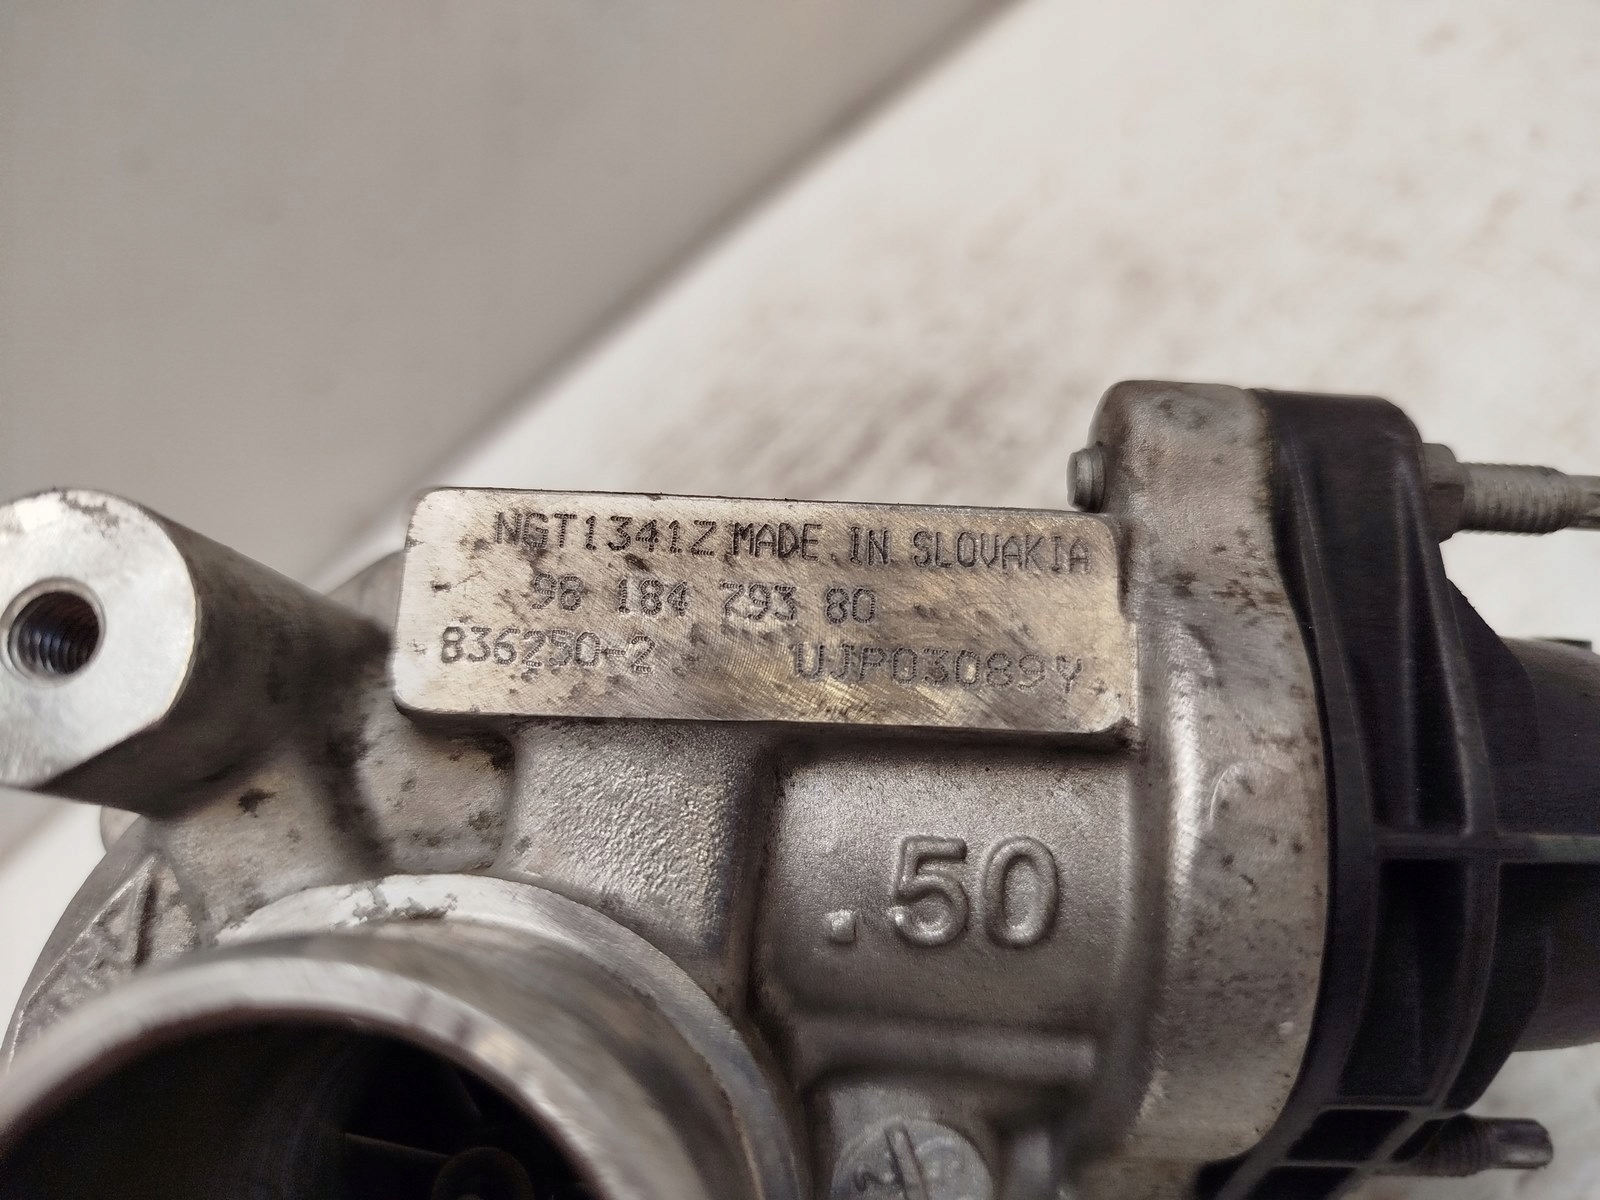 NGT1341Z MADE IN SLOVAKIA
98 184 293 80
836250-2 UJP03089Y
.50